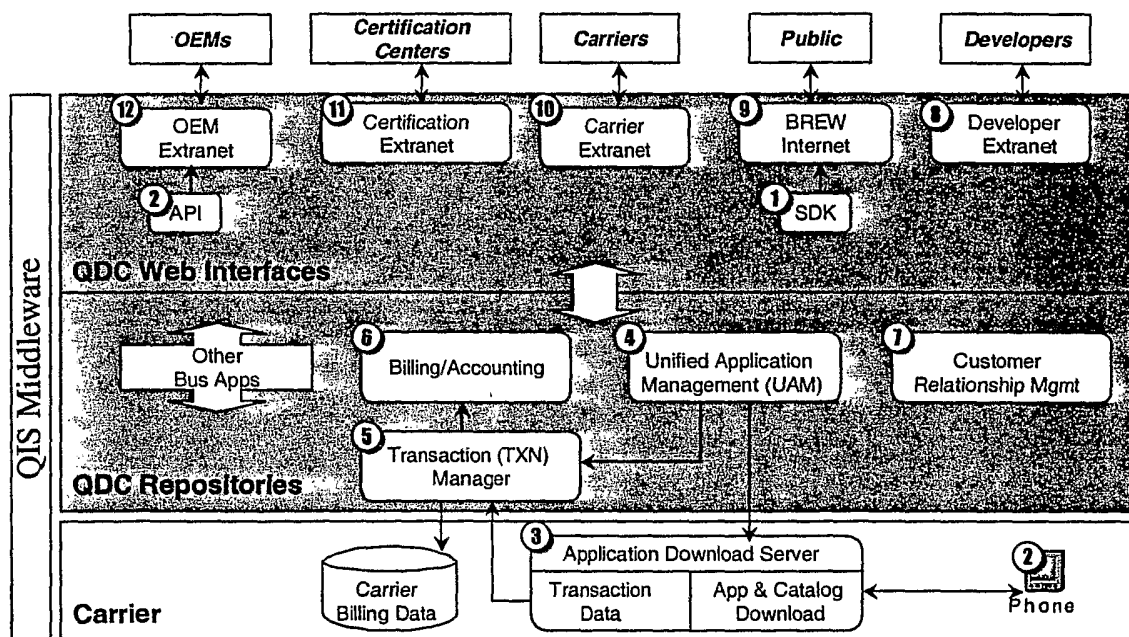 OEMs
Certification
Centers
Carriers
Public
Developers
12
OEM
Extranet
11
Certification
Extranet
10
Carrier
Extranet
9
BREW
Internet
8
Developer
Extranet
2
API
1
SDK
QDC Web Interfaces
QIS Middleware
Other
Bus Apps
6
Billing/Accounting
4
Unified Application
Management (UAM)
7
Customer
Relationship Mgmt
5
Transaction (TXN)
Manager
QDC Repositories
3
Application Download Server
Transaction
Data
App & Catalog
Download
2
Phone
Carrier
Billing Data
Carrier